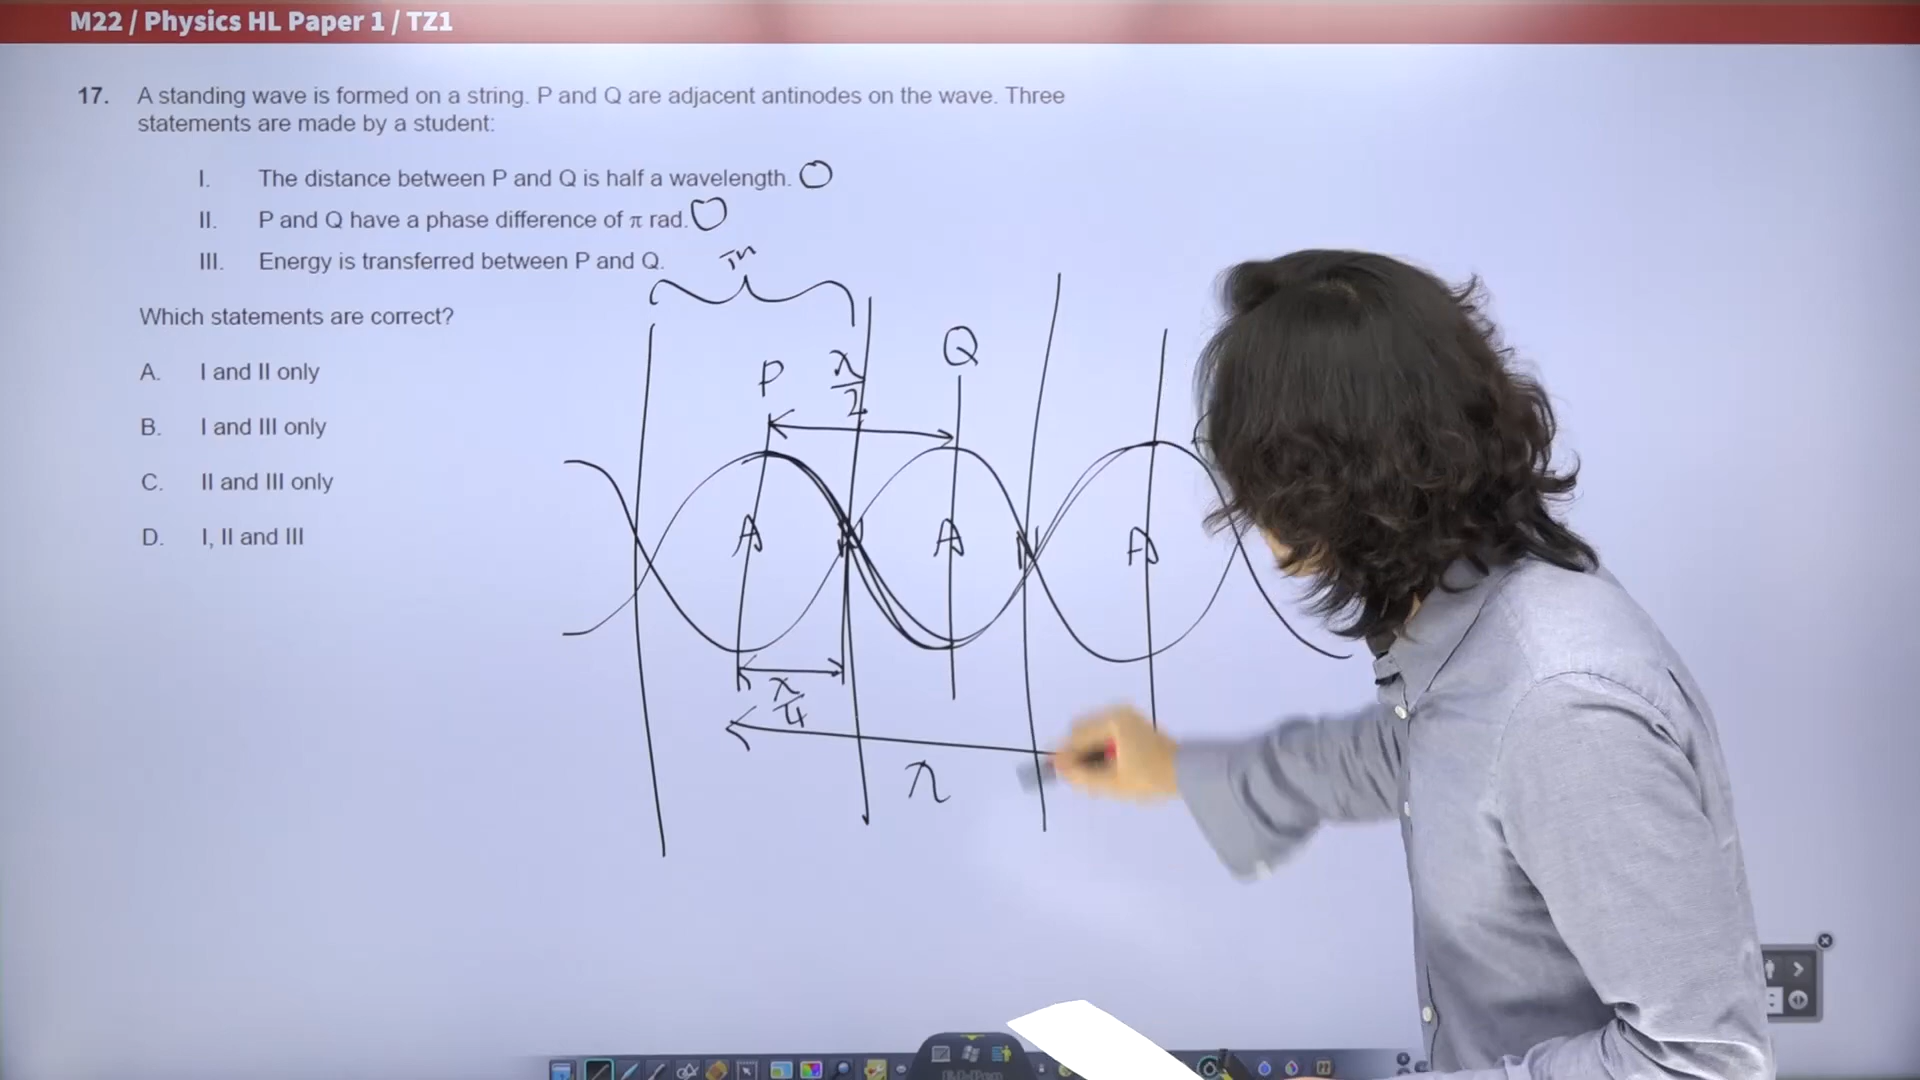 M22 / Physics HL Paper 1 / TZ1
17. A standing wave is formed on a string. P and Q are adjacent antinodes on the wave. Three
statements are made by a student:
I. The distance between P and Q is half a wavelength.
II. P and Q have a phase difference of π rad.
III. Energy is transferred between P and Q.
Which statements are correct?
A. I and II only
B. I and III only
C. II and III only
D. I, II and III
P
λ/2
Q
A
N
A
N
A
λ/4
λ